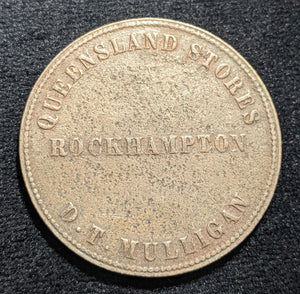 QUEENSLAND STORES
ROCKHAMPTON
D. T. MULLIGAN